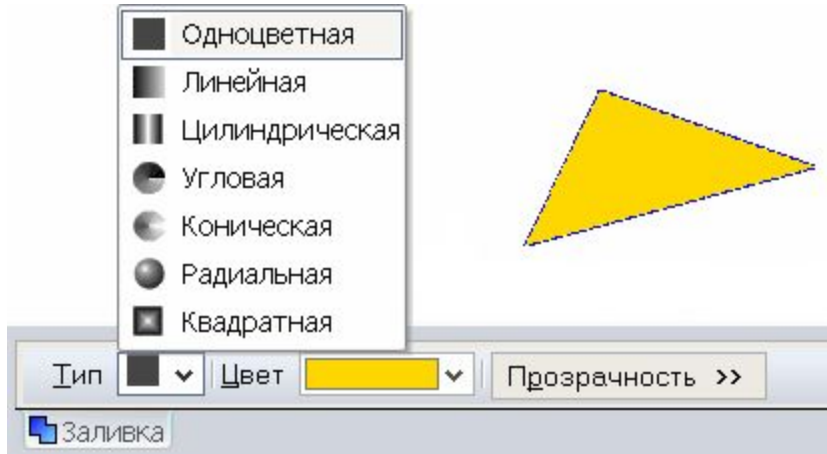 Одноцветная
Линейная
Цилиндрическая
Угловая
Коническая
Радиальная
Квадратная
Тип Цвет Прозрачность >>
Заливка